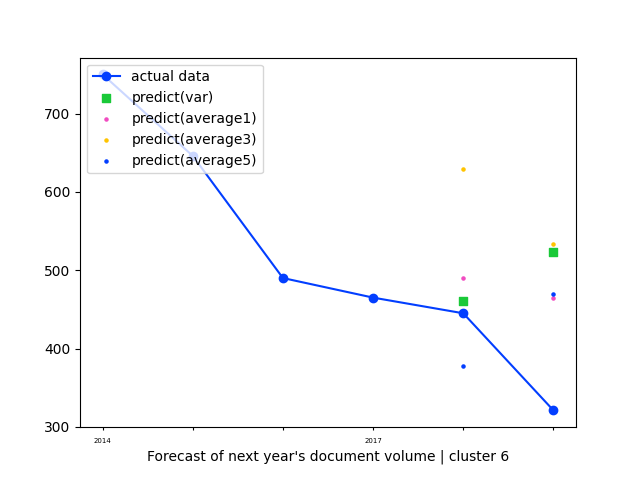 actual data
predict(var)
predict(average1)
predict(average3)
predict(average5)
700
600
500
400
300
2014
2017
Forecast of next year's document volume | cluster 6